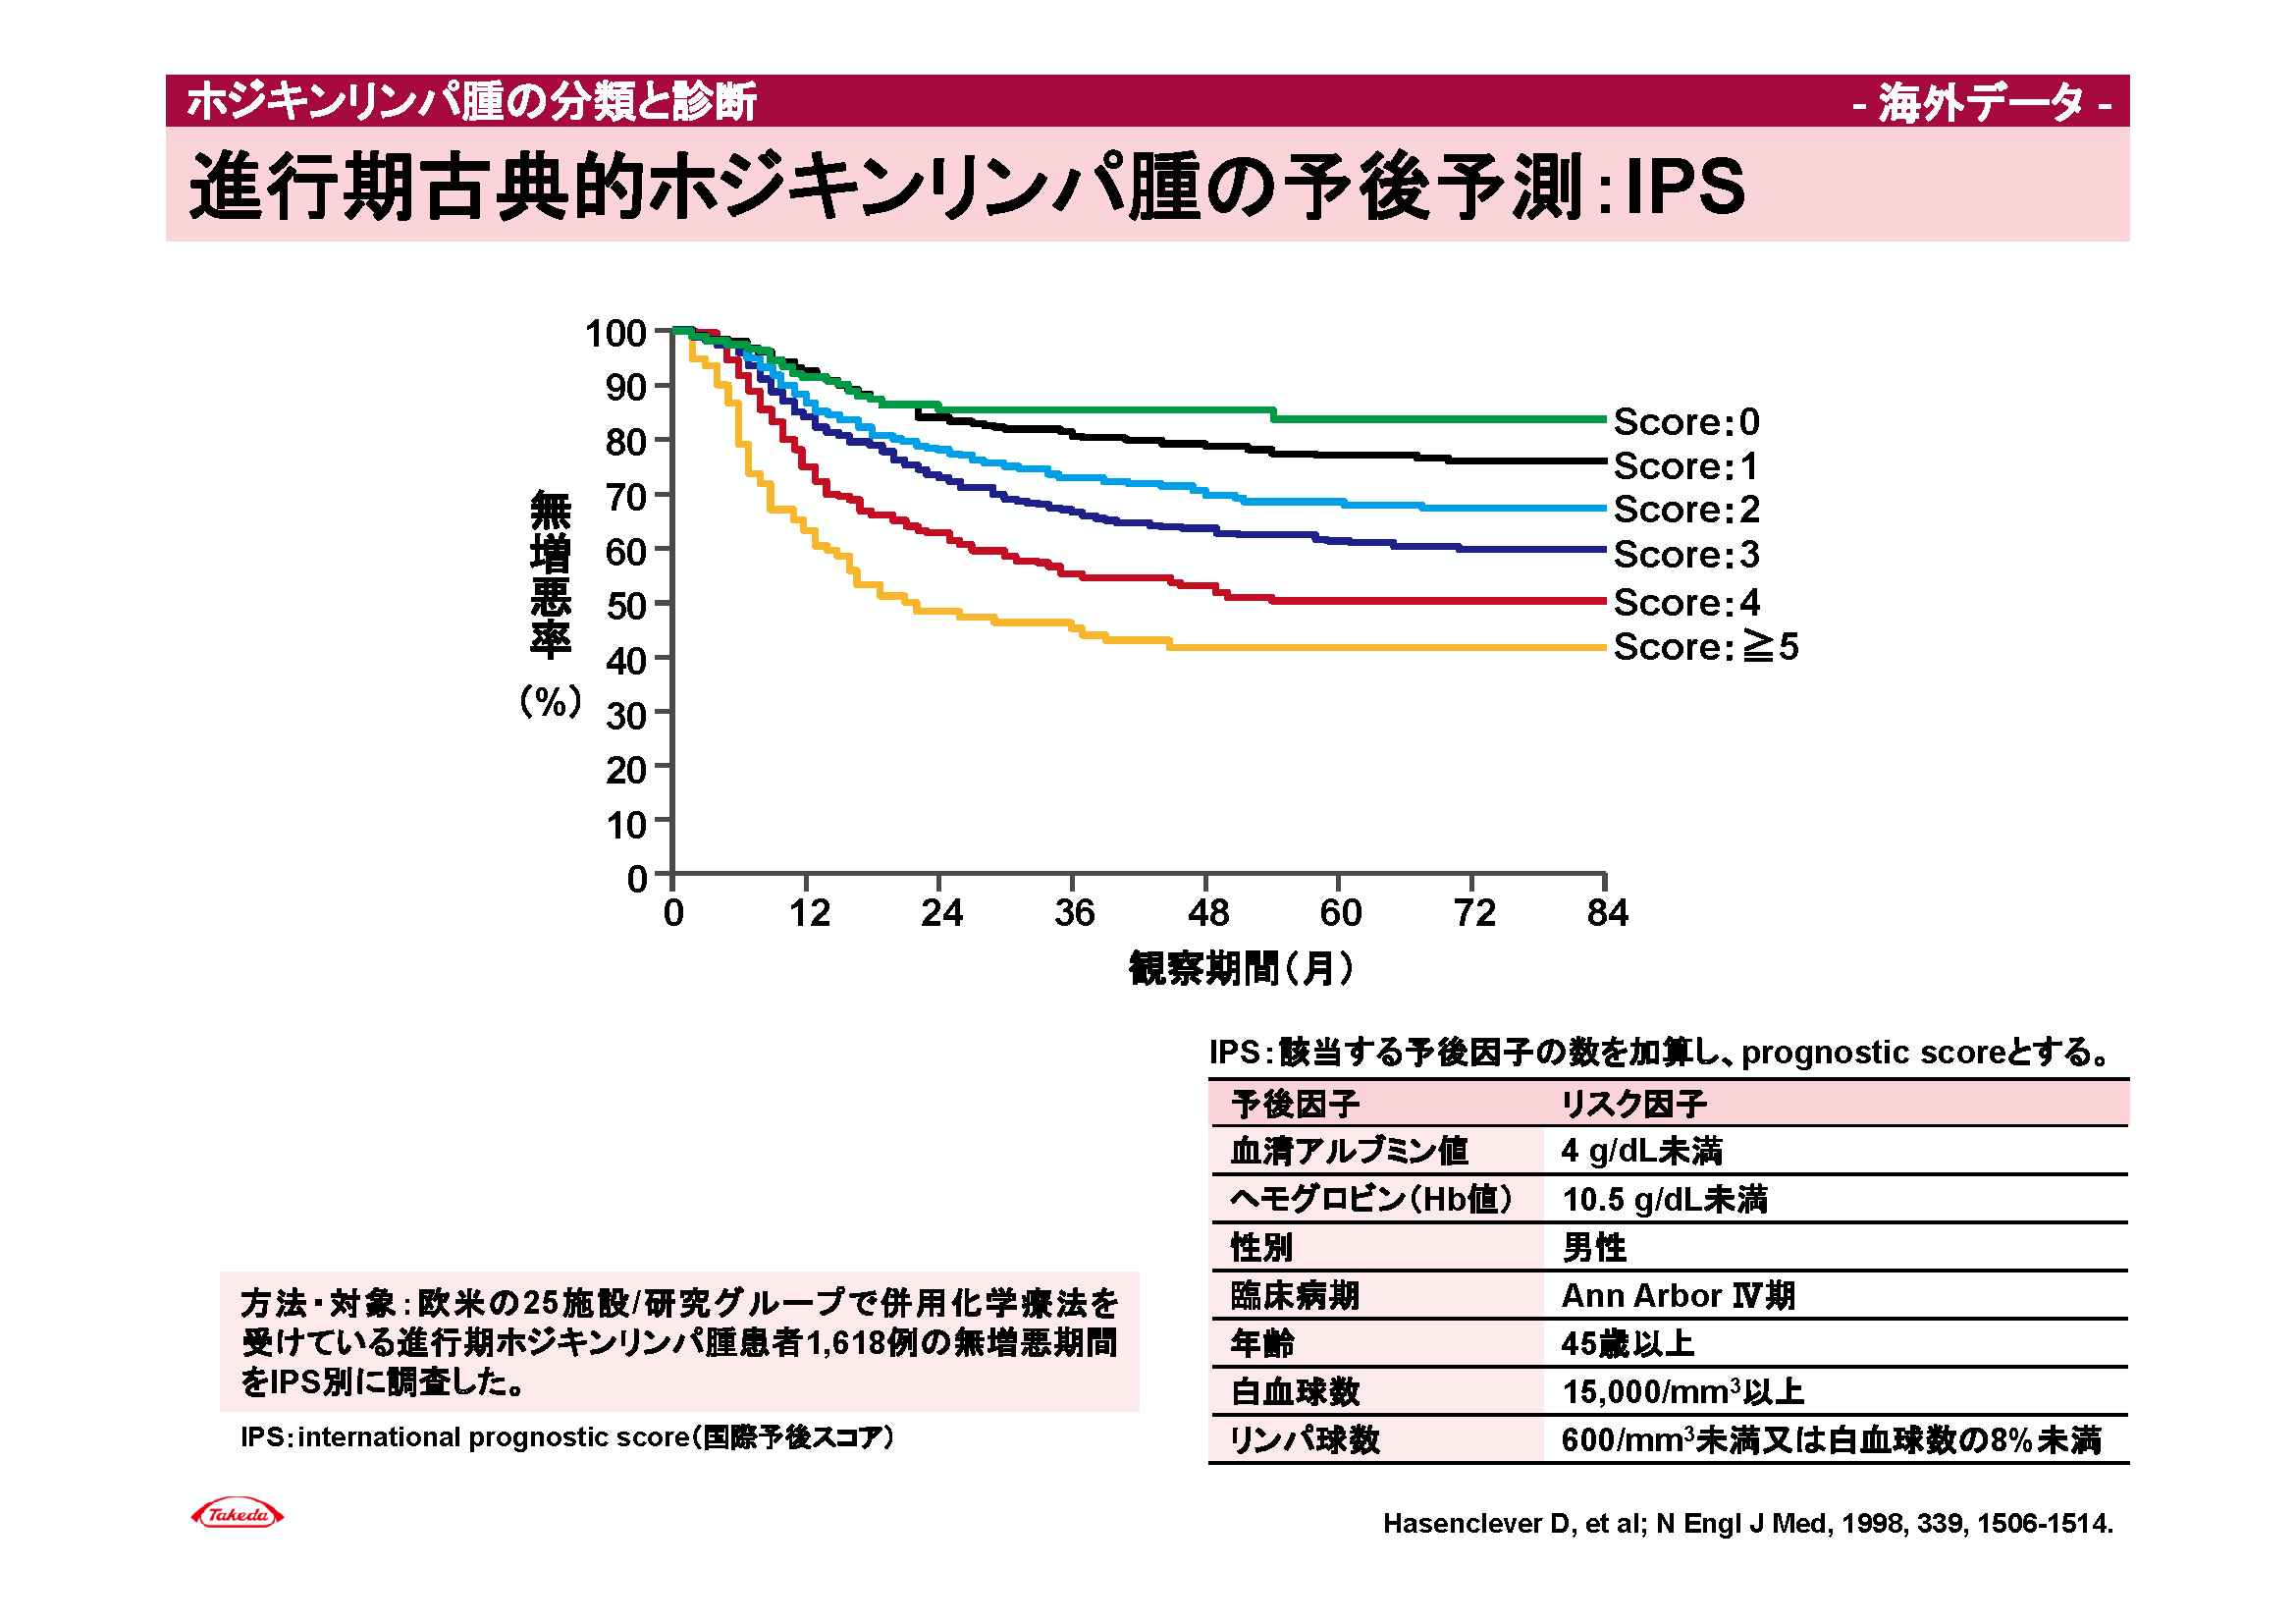 ホジキンリンパ腫の分類と診断
- 海外データ -
進行期古典的ホジキンリンパ腫の予後予測：IPS
100
90
80
70
60
50
40
30
20
10
0
無増悪率
（%）
0 12 24 36 48 60 72 84
観察期間（月）
Score：0
Score：1
Score：2
Score：3
Score：4
Score：≧5
IPS：該当する予後因子の数を加算し、prognostic scoreとする。
予後因子 リスク因子
血清アルブミン値 4 g/dL未満
ヘモグロビン（Hb値） 10.5 g/dL未満
性別 男性
臨床病期 Ann Arbor Ⅳ期
年齢 45歳以上
白血球数 15,000/mm³以上
リンパ球数 600/mm³未満又は白血球数の8%未満
方法・対象：欧米の25施設/研究グループで併用化学療法を
受けている進行期ホジキンリンパ腫患者1,618例の無増悪期間
をIPS別に調査した。
IPS：international prognostic score（国際予後スコア）
Takeda
Hasenclever D, et al; N Engl J Med, 1998, 339, 1506-1514.